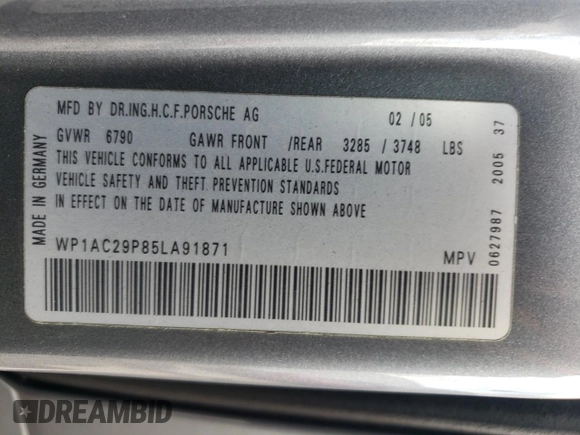 MFD BY DR.ING.H.C.F.PORSCHE AG 02 / 05
GVWR 6790 GAWR FRONT /REAR 3285 / 3748 LBS
THIS VEHICLE CONFORMS TO ALL APPLICABLE U.S.FEDERAL MOTOR
VEHICLE SAFETY AND THEFT PREVENTION STANDARDS
IN EFFECT ON THE DATE OF MANUFACTURE SHOWN ABOVE
WP1AC29P85LA91871 MPV
MADE IN GERMANY
0627987 2005 37
DREAMBID